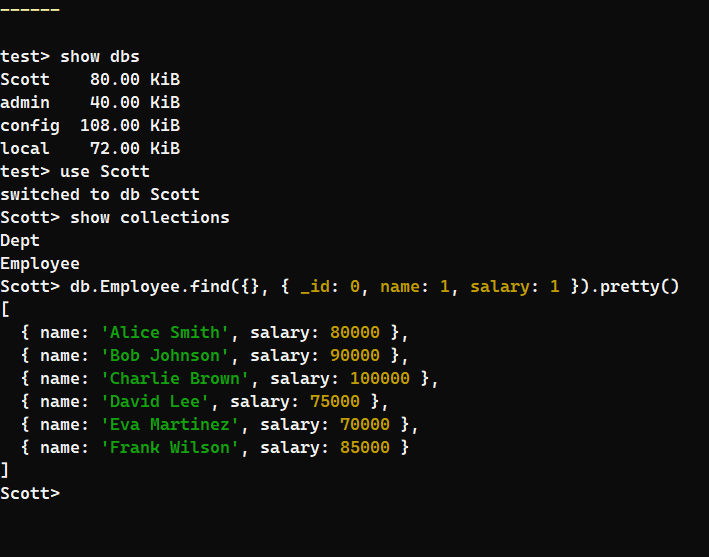 ------
test> show dbs
Scott    80.00 KiB
admin    40.00 KiB
config  108.00 KiB
local    72.00 KiB
test> use Scott
switched to db Scott
Scott> show collections
Dept
Employee
Scott> db.Employee.find({}, { _id: 0, name: 1, salary: 1 }).pretty()
[
  { name: 'Alice Smith', salary: 80000 },
  { name: 'Bob Johnson', salary: 90000 },
  { name: 'Charlie Brown', salary: 100000 },
  { name: 'David Lee', salary: 75000 },
  { name: 'Eva Martinez', salary: 70000 },
  { name: 'Frank Wilson', salary: 85000 }
]
Scott>